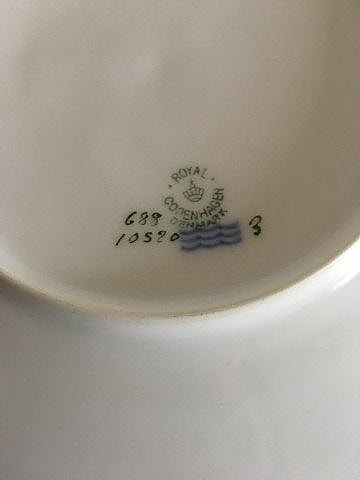 ROYAL
COPENHAGEN
DENMARK
688
10520 3